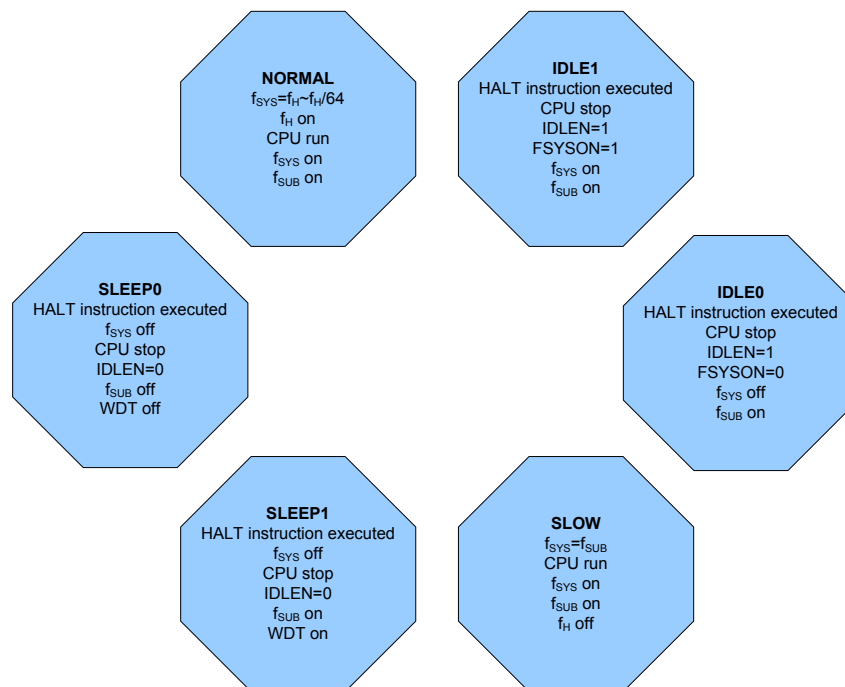 NORMAL
fSYS=fH~fH/64
fH on
CPU run
fSYS on
fSUB on
IDLE1
HALT instruction executed
CPU stop
IDLEN=1
FSYSON=1
fSYS on
fSUB on
SLEEP0
HALT instruction executed
fSYS off
CPU stop
IDLEN=0
fSUB off
WDT off
IDLE0
HALT instruction executed
CPU stop
IDLEN=1
FSYSON=0
fSYS off
fSUB on
SLEEP1
HALT instruction executed
fSYS off
CPU stop
IDLEN=0
fSUB on
WDT on
SLOW
fSYS=fSUB
CPU run
fSYS on
fSUB on
fH off